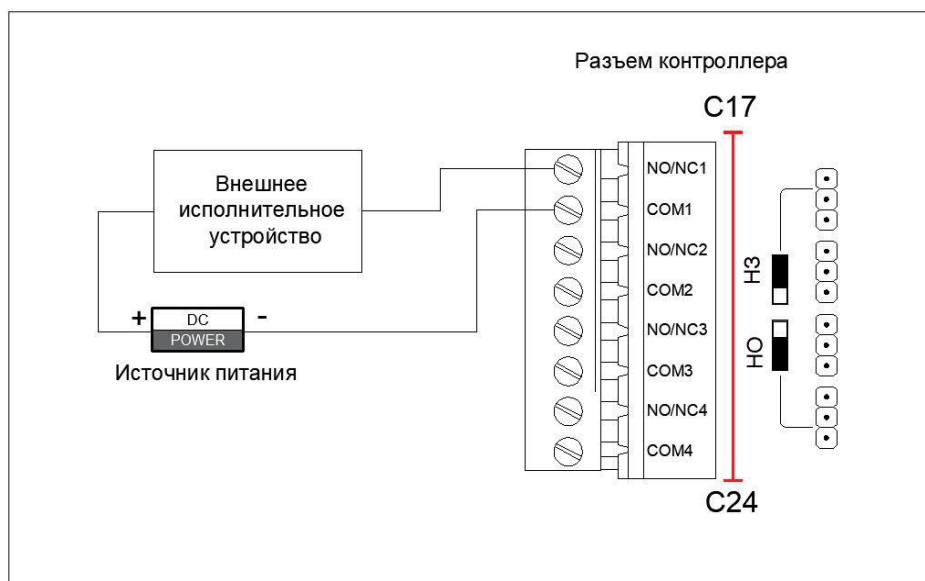 Разъем контроллера
C17
Внешнее
исполнительное
устройство
+
DC
-
POWER
Источник питания
NO/NC1
COM1
NO/NC2
COM2
NO/NC3
COM3
NO/NC4
COM4
НЗ
НО
C24